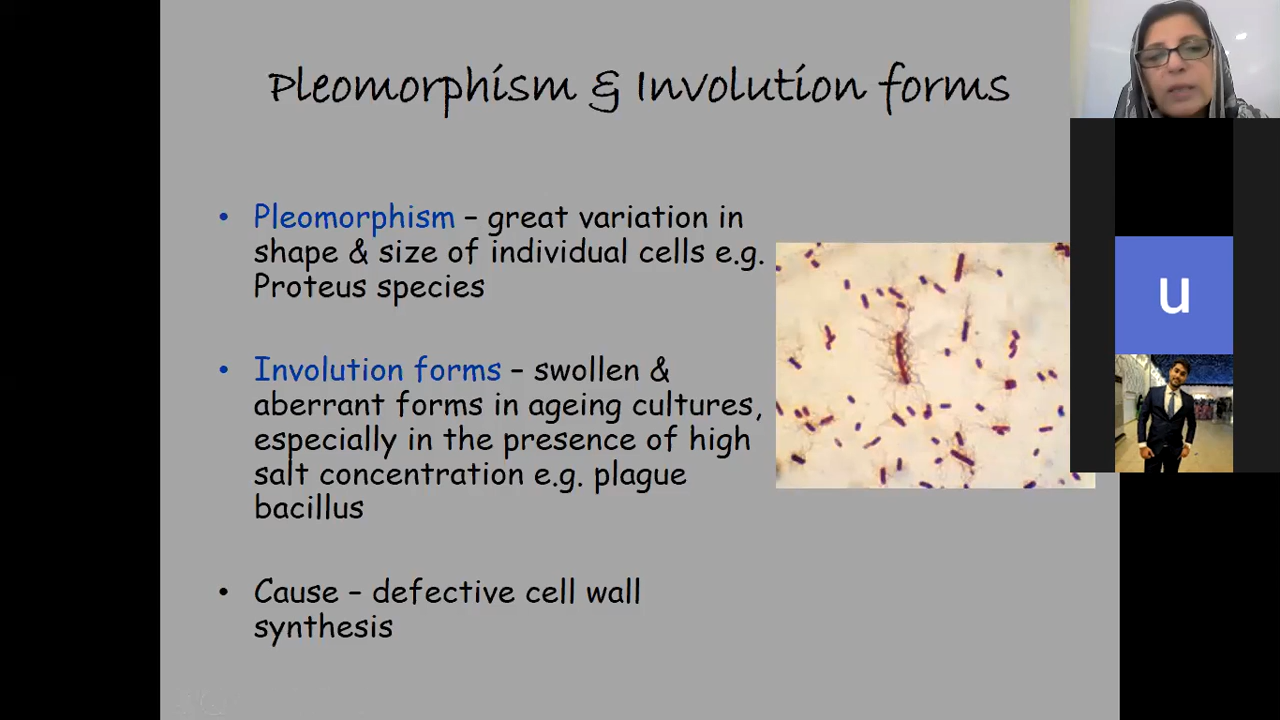 Pleomorphism & Involution forms
• Pleomorphism – great variation in
shape & size of individual cells e.g.
Proteus species
• Involution forms – swollen &
aberrant forms in ageing cultures,
especially in the presence of high
salt concentration e.g. plague
bacillus
• Cause – defective cell wall
synthesis
u